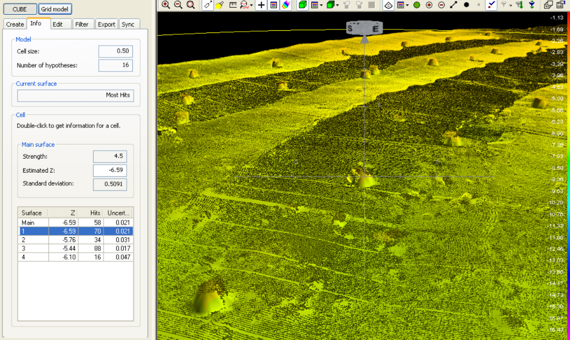 CUBE Grid model
Create Info Edit Filter Export Sync
Model
Cell size: 0.50
Number of hypotheses: 16
Current surface
Most Hits
Cell
Double-click to get information for a cell.
Main surface
Strength: 4.5
Estimated Z: -6.59
Standard deviation: 0.5091
Surface Z Hits Uncert...
Main -6.59 58 0.021
1 -6.59 70 0.021
2 -5.76 34 0.031
3 -5.44 88 0.017
4 -6.10 16 0.047
S E
-1.13